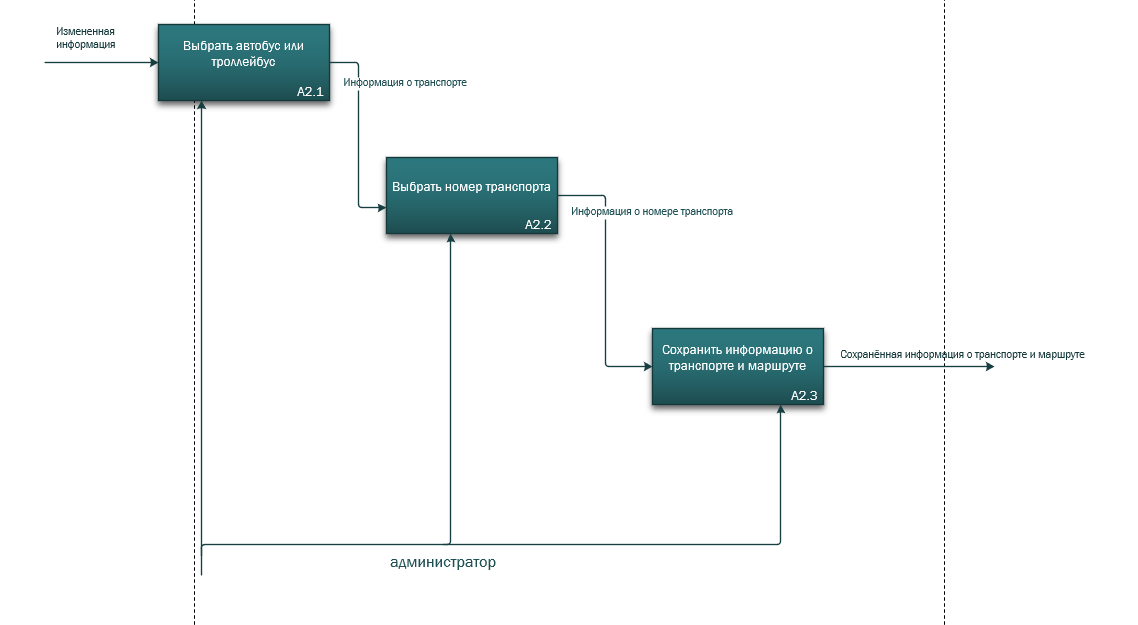 Измененная
информация
Выбрать автобус или
троллейбус
A2.1
Информация о транспорте
Выбрать номер транспорта
A2.2
Информация о номере транспорта
Сохранить информацию о
транспорте и маршруте
A2.3
Сохранённая информация о транспорте и маршруте
администратор